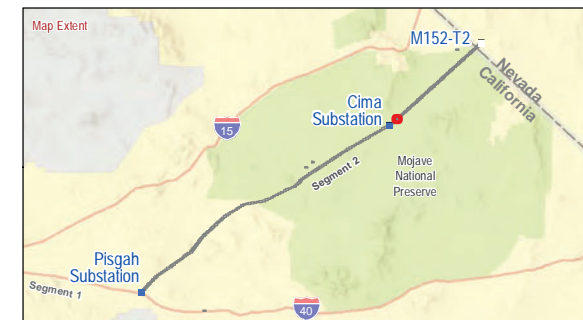 Map Extent
M152-T2
Nevada
California
Cima
Substation
15
Segment 2
Mojave
National
Preserve
Pisgah
Substation
Segment 1
40